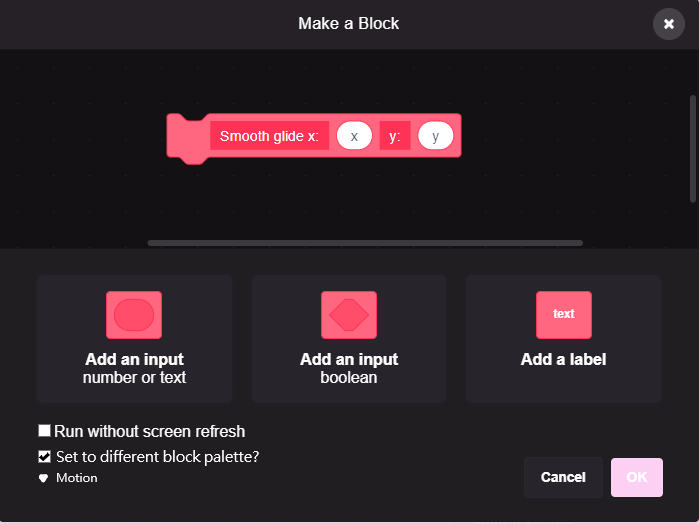 Make a Block
Smooth glide x: x y: y
text
Add an input
number or text
Add an input
boolean
Add a label
Run without screen refresh
Set to different block palette?
Motion
Cancel
OK